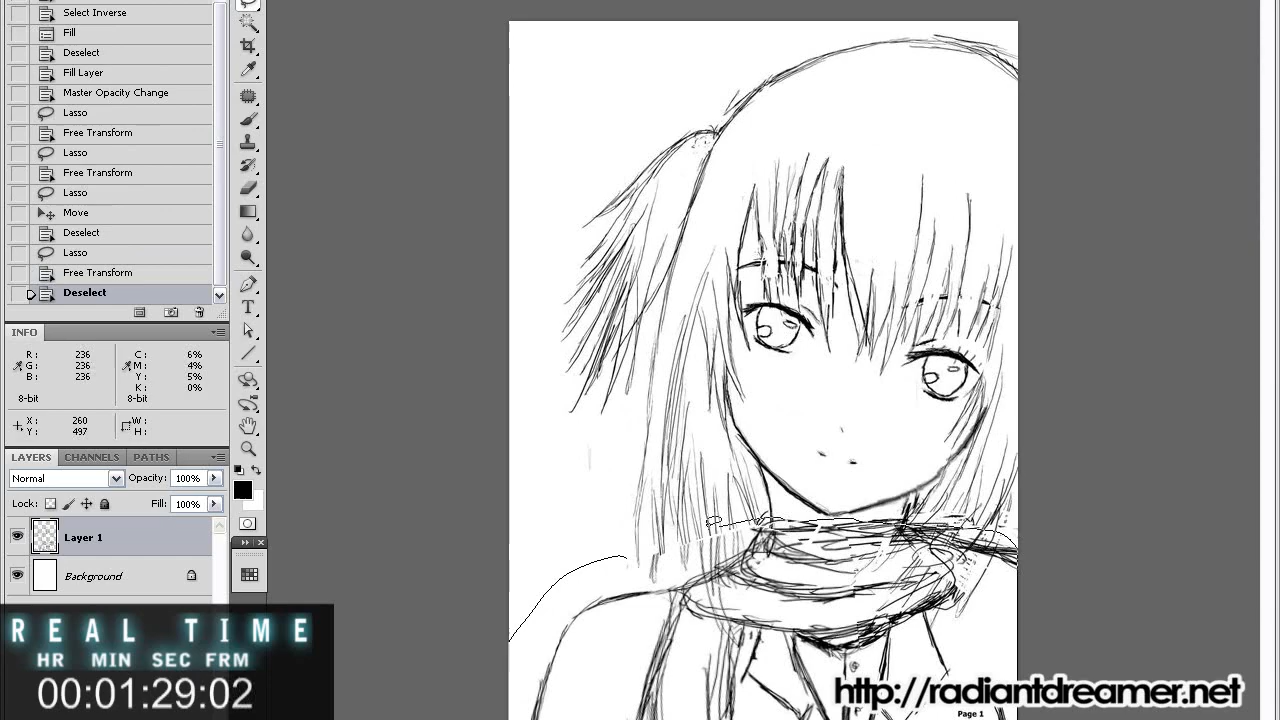 Select Inverse
Fill
Deselect
Fill Layer
Master Opacity Change
Lasso
Free Transform
Lasso
Free Transform
Lasso
Move
Deselect
Lasso
Free Transform
Deselect
INFO
R: 236 C: 6%
G: 236 M: 4%
B: 236 Y: 5%
K: 0%
8-bit 8-bit
X: 260 W:
Y: 497 H:
LAYERS CHANNELS PATHS
Normal Opacity: 100%
Lock: Fill: 100%
Layer 1
Background
REAL TIME
HR MIN SEC FRM
00:01:29:02
http://radiantdreamer.net
Page 1